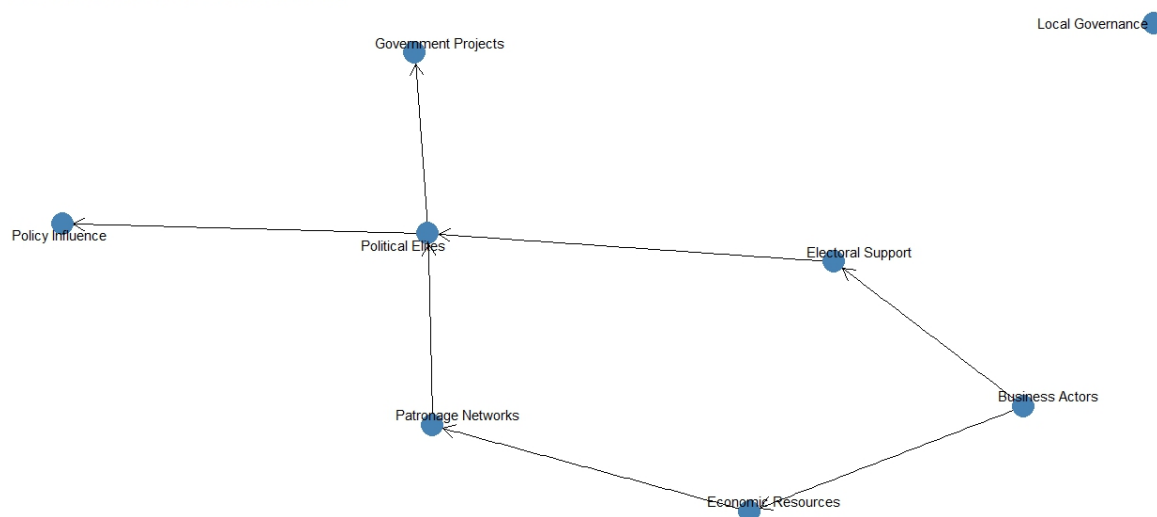 Local Governance
Government Projects
Policy Influence
Political Elites
Electoral Support
Business Actors
Patronage Networks
Economic Resources